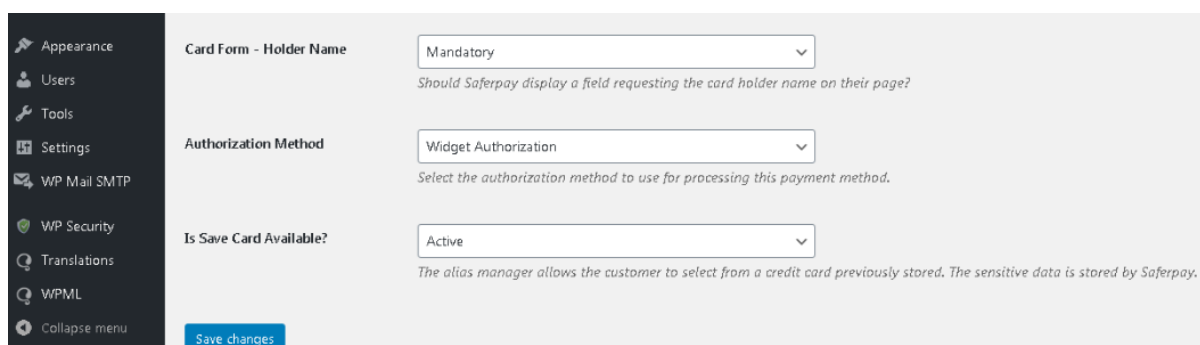 Appearance
Users
Tools
Settings
WP Mail SMTP
WP Security
Translations
WPML
Collapse menu
Card Form - Holder Name
Mandatory
Should Saferpay display a field requesting the card holder name on their page?
Authorization Method
Widget Authorization
Select the authorization method to use for processing this payment method.
Is Save Card Available?
Active
The alias manager allows the customer to select from a credit card previously stored. The sensitive data is stored by Saferpay.
Save changes